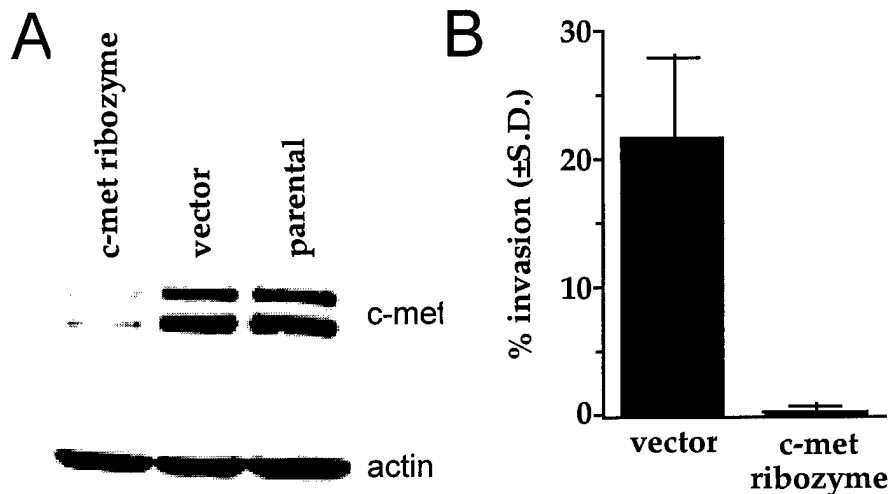 A
c-met ribozyme
vector
parental
c-met
actin
B
% invasion (±S.D.)
30
20
10
0
vector
c-met
ribozyme